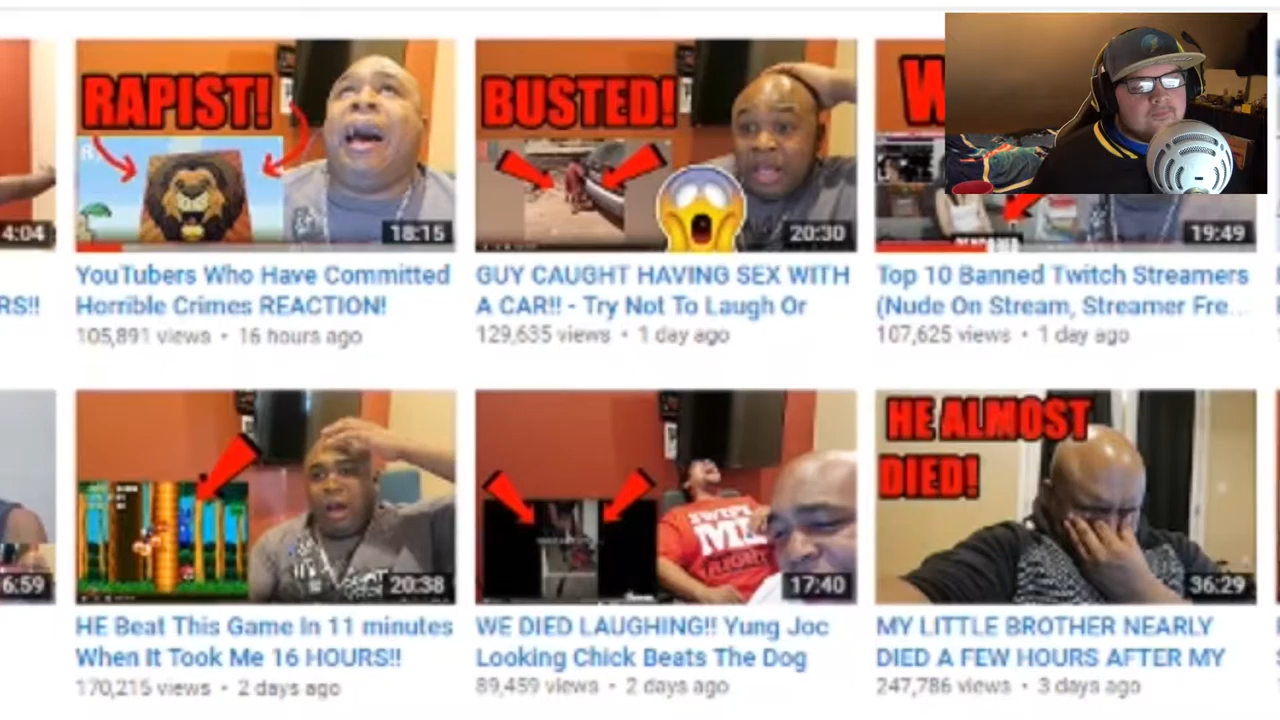 RAPIST!
BUSTED!
W
4:04
18:15
20:30
19:49
RS!!
YouTubers Who Have Committed
Horrible Crimes REACTION!
105,891 views • 16 hours ago
GUY CAUGHT HAVING SEX WITH
A CAR!! - Try Not To Laugh Or
129,635 views • 1 day ago
Top 10 Banned Twitch Streamers
(Nude On Stream, Streamer Fre...
107,625 views • 1 day ago
HE ALMOST
DIED!
6:59
20:38
17:40
36:29
HE Beat This Game In 11 minutes
When It Took Me 16 HOURS!!
170,215 views • 2 days ago
WE DIED LAUGHING!! Yung Joc
Looking Chick Beats The Dog
89,459 views • 2 days ago
MY LITTLE BROTHER NEARLY
DIED A FEW HOURS AFTER MY
247,786 views • 3 days ago